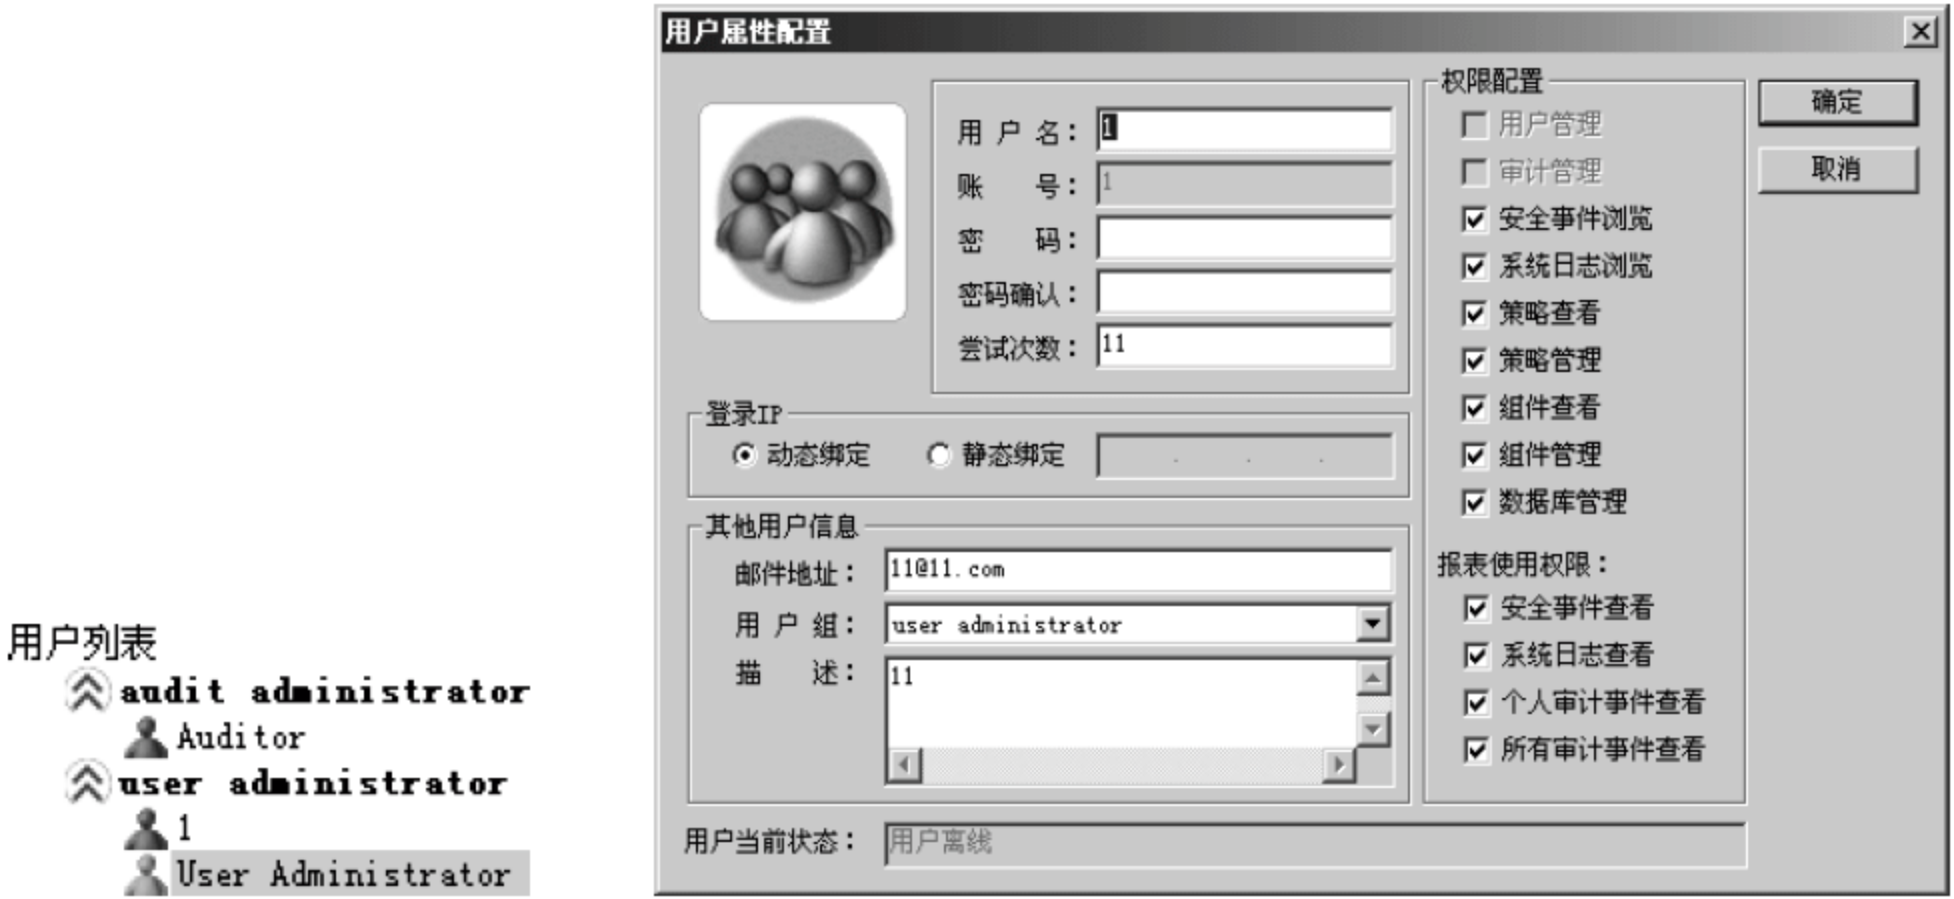 用户列表
audit administrator
Auditor
user administrator
1
User Administrator
用户属性配置
用 户 名：1
账 号：1
密 码：
密码确认：
尝试次数：11
登录IP
动态绑定 静态绑定 . . .
其他用户信息
邮件地址：11@11.com
用 户 组：user administrator
描 述：11
用户当前状态：用户离线
权限配置
用户管理
审计管理
安全事件浏览
系统日志浏览
策略查看
策略管理
组件查看
组件管理
数据库管理
报表使用权限：
安全事件查看
系统日志查看
个人审计事件查看
所有审计事件查看
确定
取消